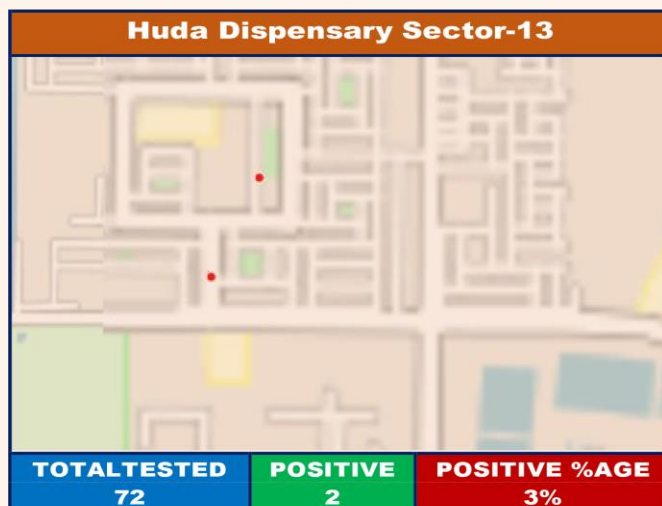 Huda Dispensary Sector-13
TOTALTESTED POSITIVE POSITIVE %AGE
72 2 3%